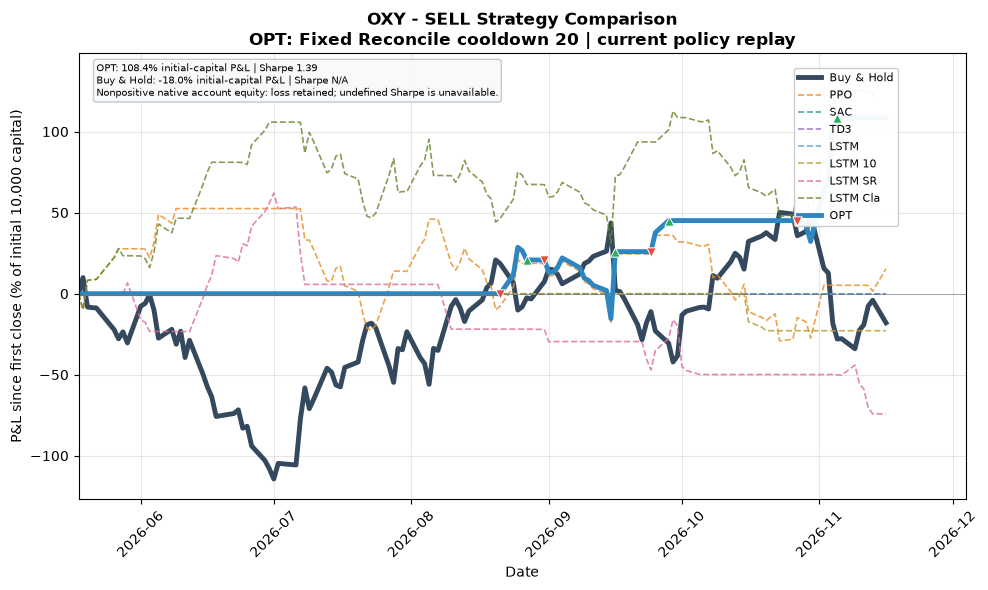 OXY - SELL Strategy Comparison
OPT: Fixed Reconcile cooldown 20 | current policy replay
OPT: 108.4% initial-capital P&L | Sharpe 1.39
Buy & Hold: -18.0% initial-capital P&L | Sharpe N/A
Nonpositive native account equity: loss retained; undefined Sharpe is unavailable.
Buy & Hold
PPO
SAC
TD3
LSTM
LSTM 10
LSTM SR
LSTM Cla
OPT
P&L since first close (% of initial 10,000 capital)
100
50
0
−50
−100
2026-06
2026-07
2026-08
2026-09
2026-10
2026-11
2026-12
Date